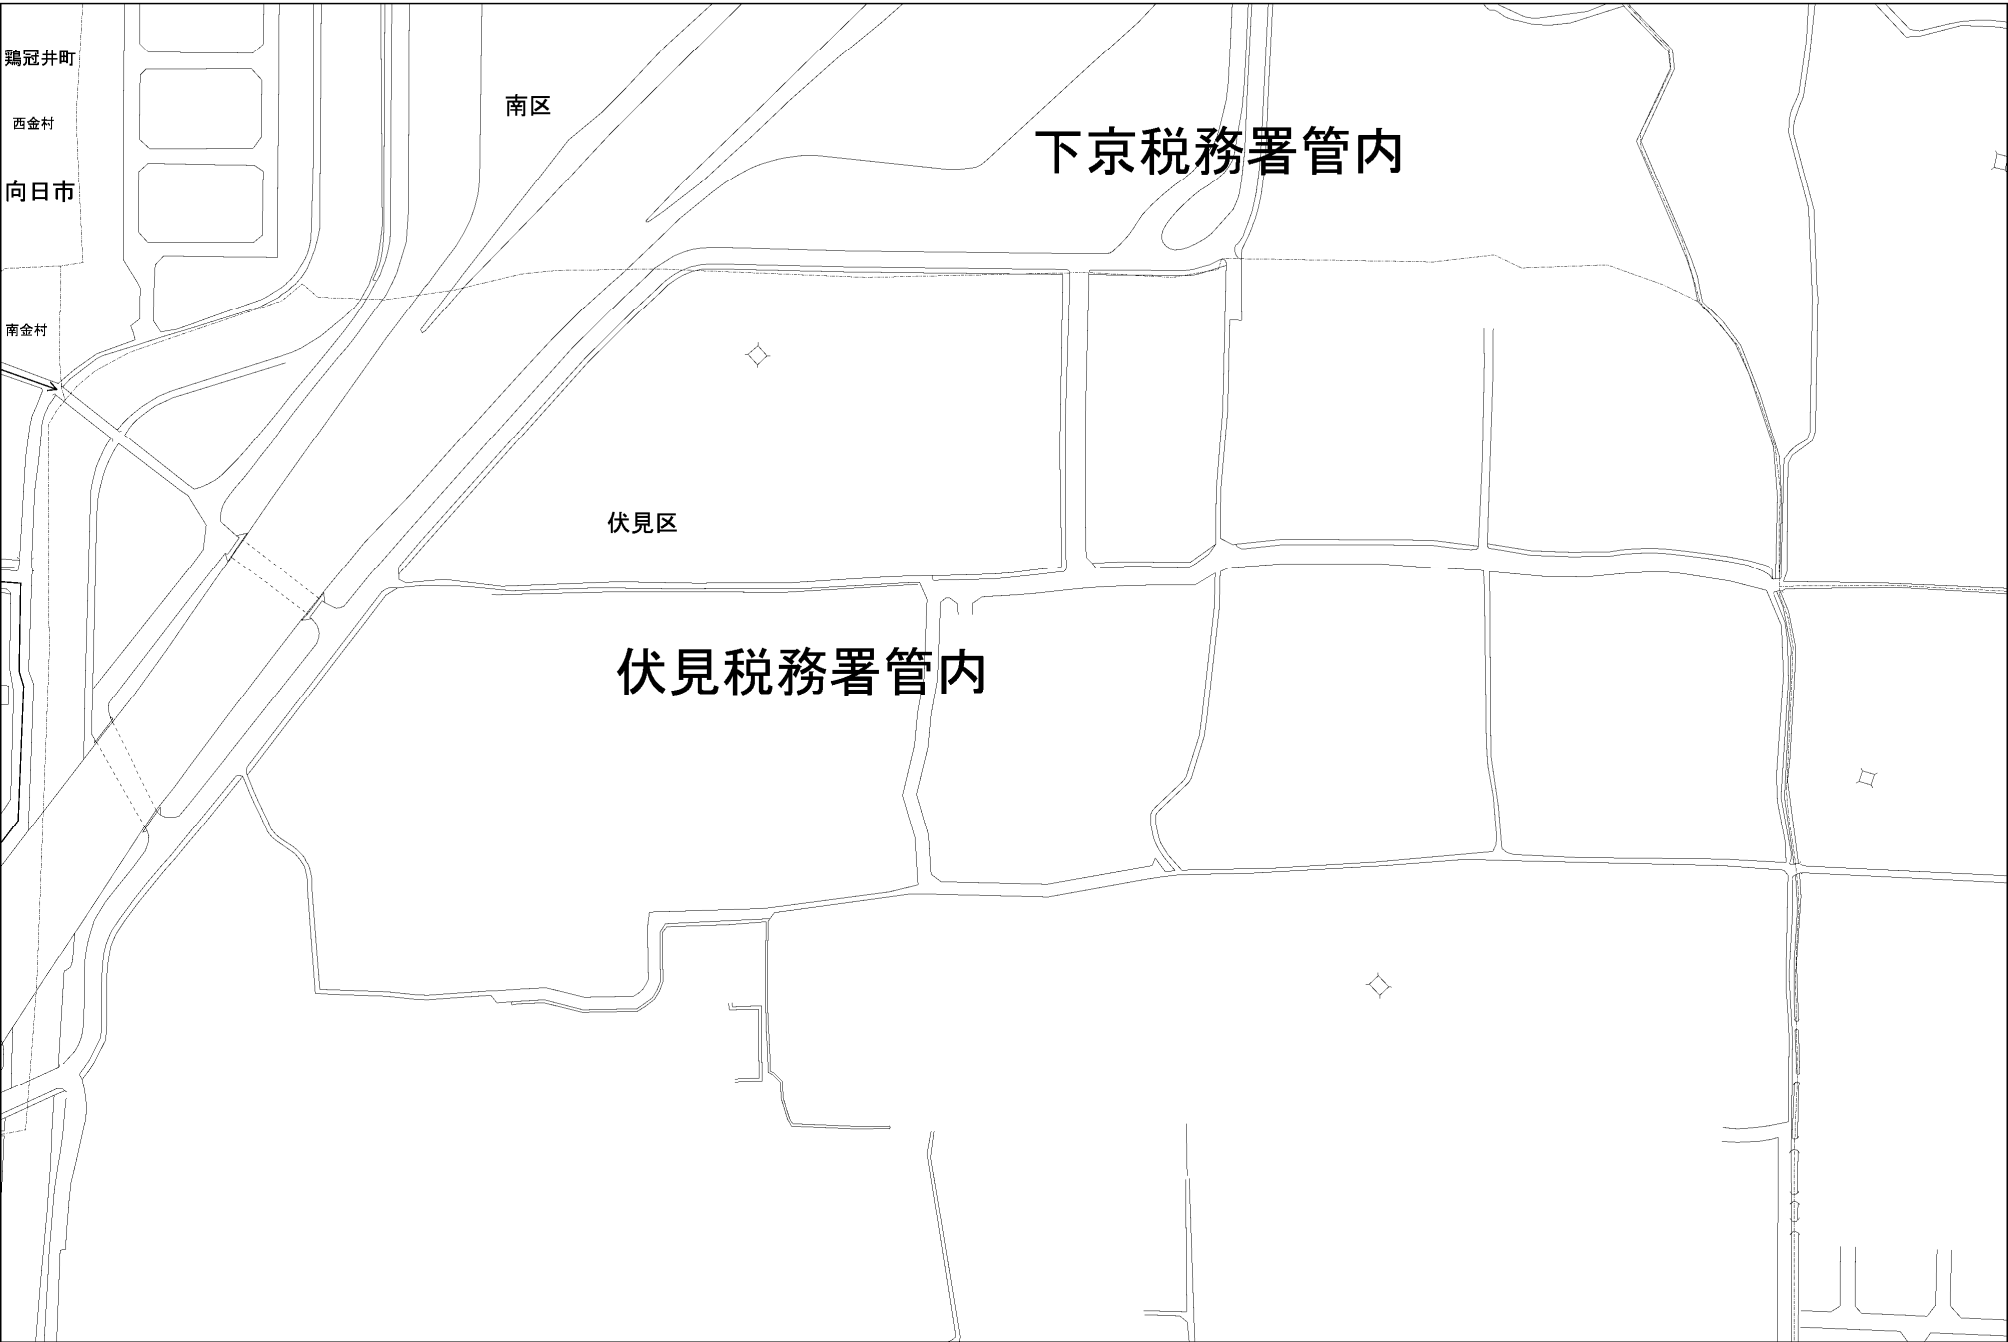 鶏冠井町
南区
西金村
下京税務署管内
向日市
南金村
伏見区
伏見税務署管内